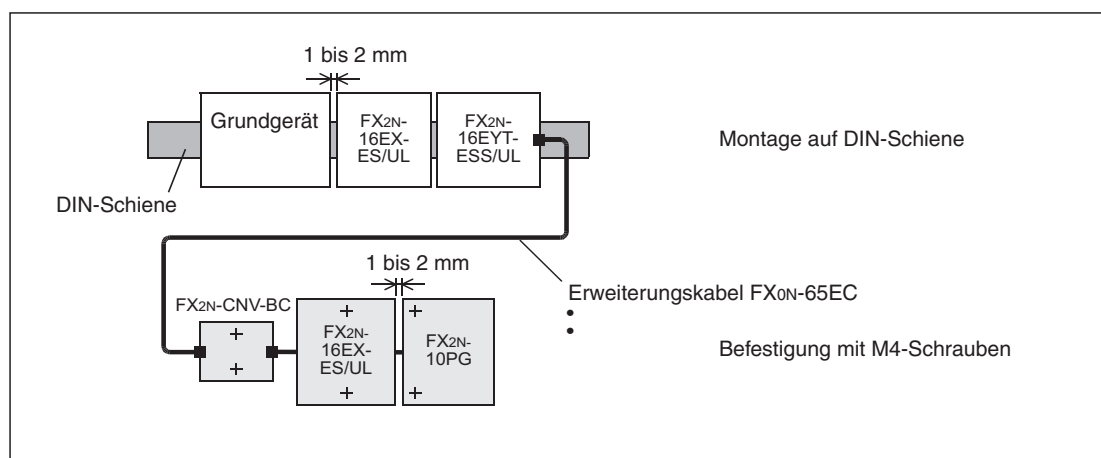 1 bis 2 mm
Grundgerät
FX2N-
16EX-
ES/UL
FX2N-
16EYT-
ESS/UL
Montage auf DIN-Schiene
DIN-Schiene
1 bis 2 mm
Erweiterungskabel FX0N-65EC
FX2N-CNV-BC
FX2N-
16EX-
ES/UL
FX2N-
10PG
Befestigung mit M4-Schrauben